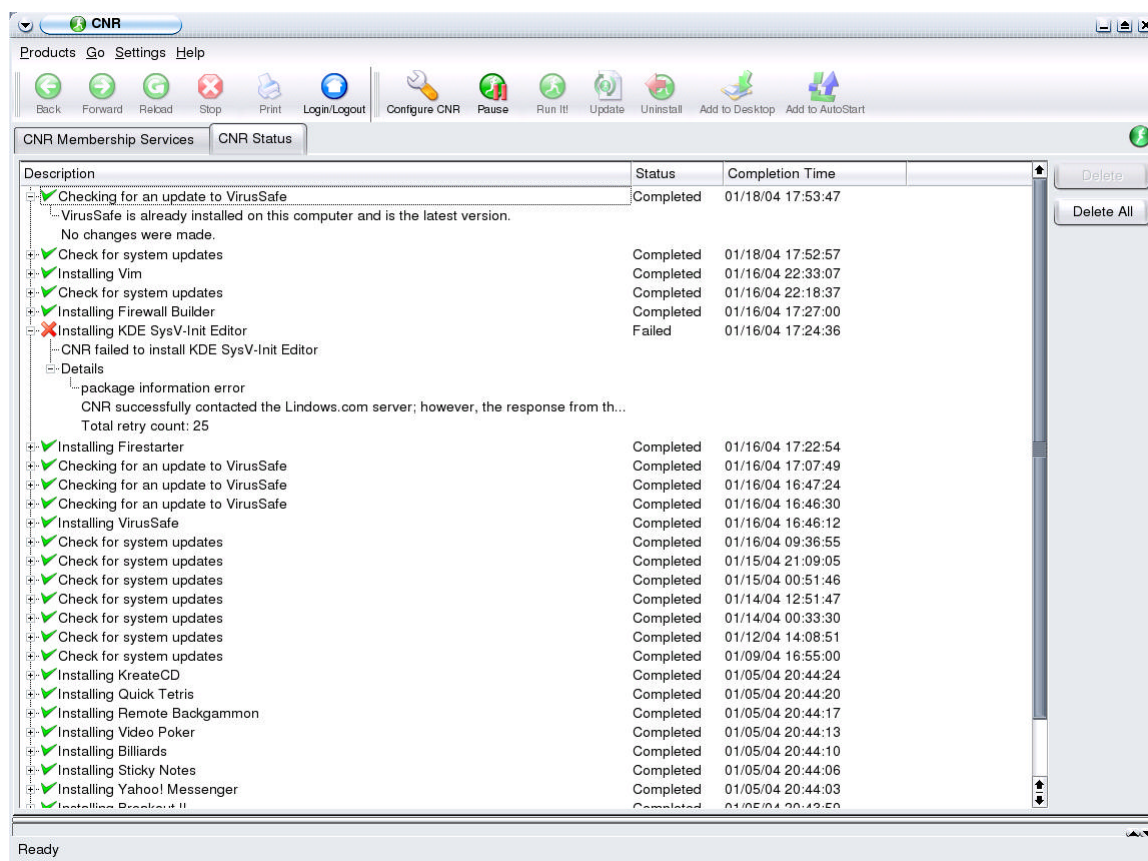 CNR
Products Go Settings Help
Back Forward Reload Stop Print Login/Logout Configure CNR Pause Run It! Update Uninstall Add to Desktop Add to AutoStart
CNR Membership Services CNR Status
Description Status Completion Time
Delete
Delete All
Checking for an update to VirusSafe Completed 01/18/04 17:53:47
VirusSafe is already installed on this computer and is the latest version.
No changes were made.
Check for system updates Completed 01/18/04 17:52:57
Installing Vim Completed 01/16/04 22:33:07
Check for system updates Completed 01/16/04 22:18:37
Installing Firewall Builder Completed 01/16/04 17:27:00
Installing KDE SysV-Init Editor Failed 01/16/04 17:24:36
CNR failed to install KDE SysV-Init Editor
Details
package information error
CNR successfully contacted the Lindows.com server; however, the response from th...
Total retry count: 25
Installing Firestarter Completed 01/16/04 17:22:54
Checking for an update to VirusSafe Completed 01/16/04 17:07:49
Checking for an update to VirusSafe Completed 01/16/04 16:47:24
Checking for an update to VirusSafe Completed 01/16/04 16:46:30
Installing VirusSafe Completed 01/16/04 16:46:12
Check for system updates Completed 01/16/04 09:36:55
Check for system updates Completed 01/15/04 21:09:05
Check for system updates Completed 01/15/04 00:51:46
Check for system updates Completed 01/14/04 12:51:47
Check for system updates Completed 01/14/04 00:33:30
Check for system updates Completed 01/12/04 14:08:51
Check for system updates Completed 01/09/04 16:55:00
Installing KreateCD Completed 01/05/04 20:44:24
Installing Quick Tetris Completed 01/05/04 20:44:20
Installing Remote Backgammon Completed 01/05/04 20:44:17
Installing Video Poker Completed 01/05/04 20:44:13
Installing Billiards Completed 01/05/04 20:44:10
Installing Sticky Notes Completed 01/05/04 20:44:06
Installing Yahoo! Messenger Completed 01/05/04 20:44:03
Installing Breakout II Completed 01/05/04 20:43:59
Ready